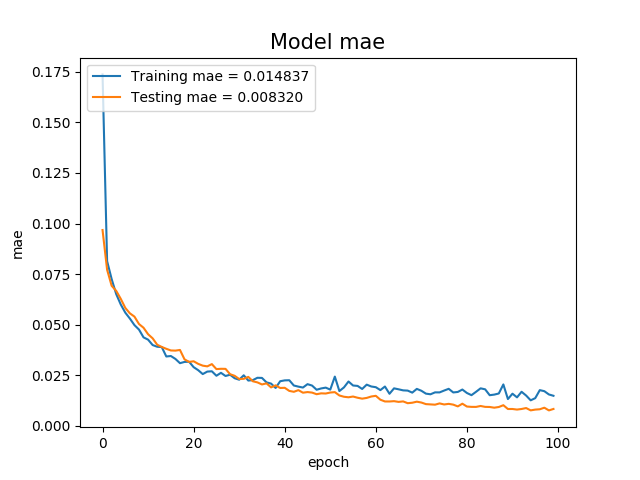 Model mae
Training mae = 0.014837
Testing mae = 0.008320
0.175
0.150
0.125
0.100
0.075
0.050
0.025
0.000
mae
0 20 40 60 80 100
epoch